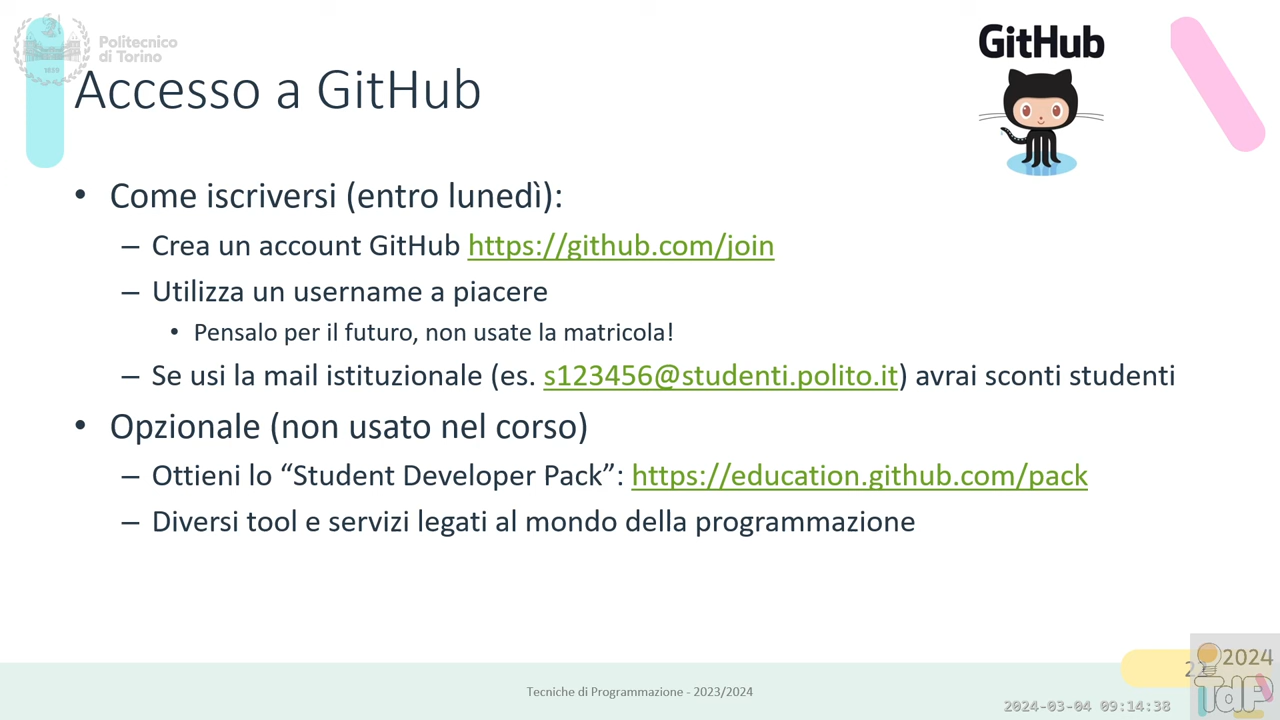 Politecnico
di Torino
1859
GitHub
Accesso a GitHub
• Come iscriversi (entro lunedì):
– Crea un account GitHub https://github.com/join
– Utilizza un username a piacere
• Pensalo per il futuro, non usate la matricola!
– Se usi la mail istituzionale (es. s123456@studenti.polito.it) avrai sconti studenti
• Opzionale (non usato nel corso)
– Ottieni lo “Student Developer Pack”: https://education.github.com/pack
– Diversi tool e servizi legati al mondo della programmazione
Tecniche di Programmazione - 2023/2024
2024-03-04 09:14:38
2024
TdP